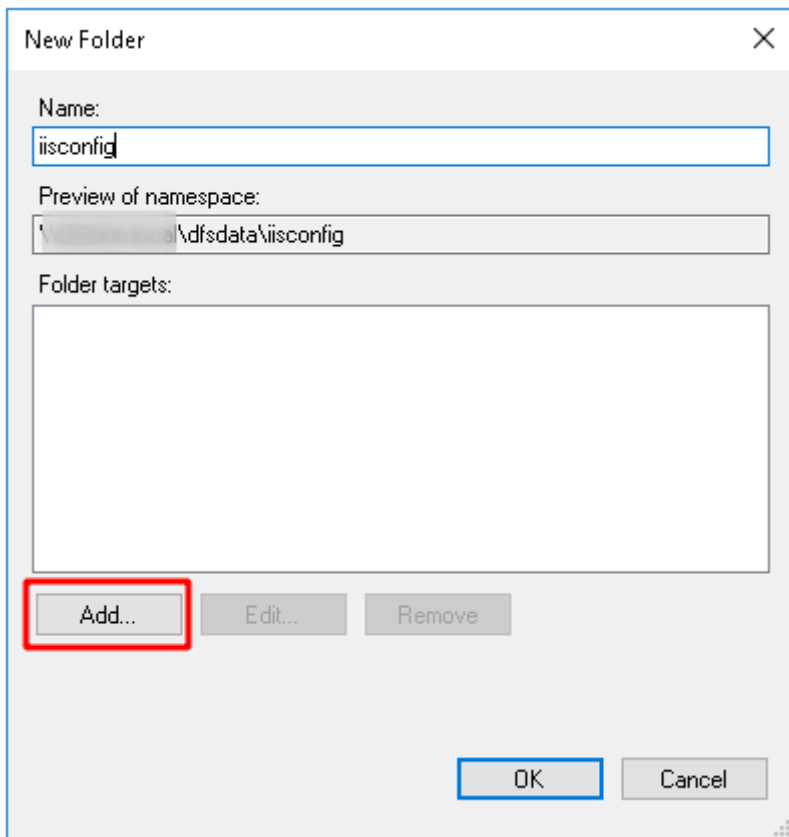 New Folder
Name:
iisconfig
Preview of namespace:
\dfsdata\iisconfig
Folder targets:
Add... Edit... Remove
OK Cancel